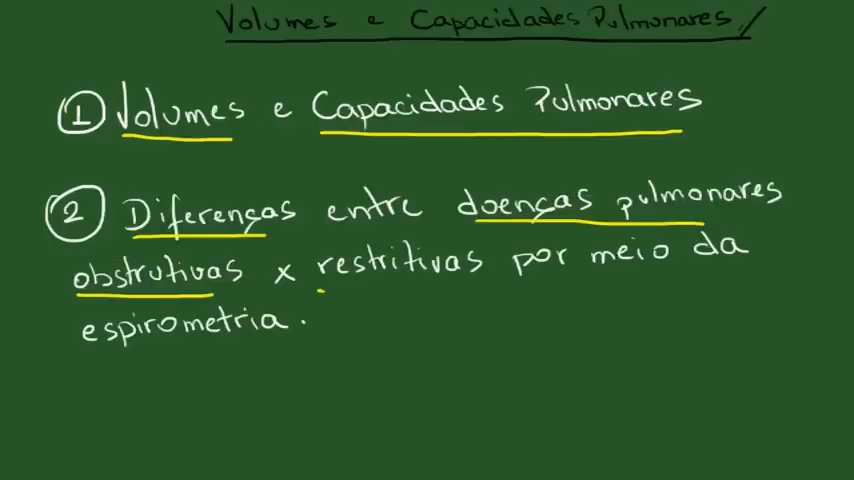 Volumes e Capacidades Pulmonares
1 Volumes e Capacidades Pulmonares
2 Diferenças entre doenças pulmonares
obstrutivas x restritivas por meio da
espirometria.